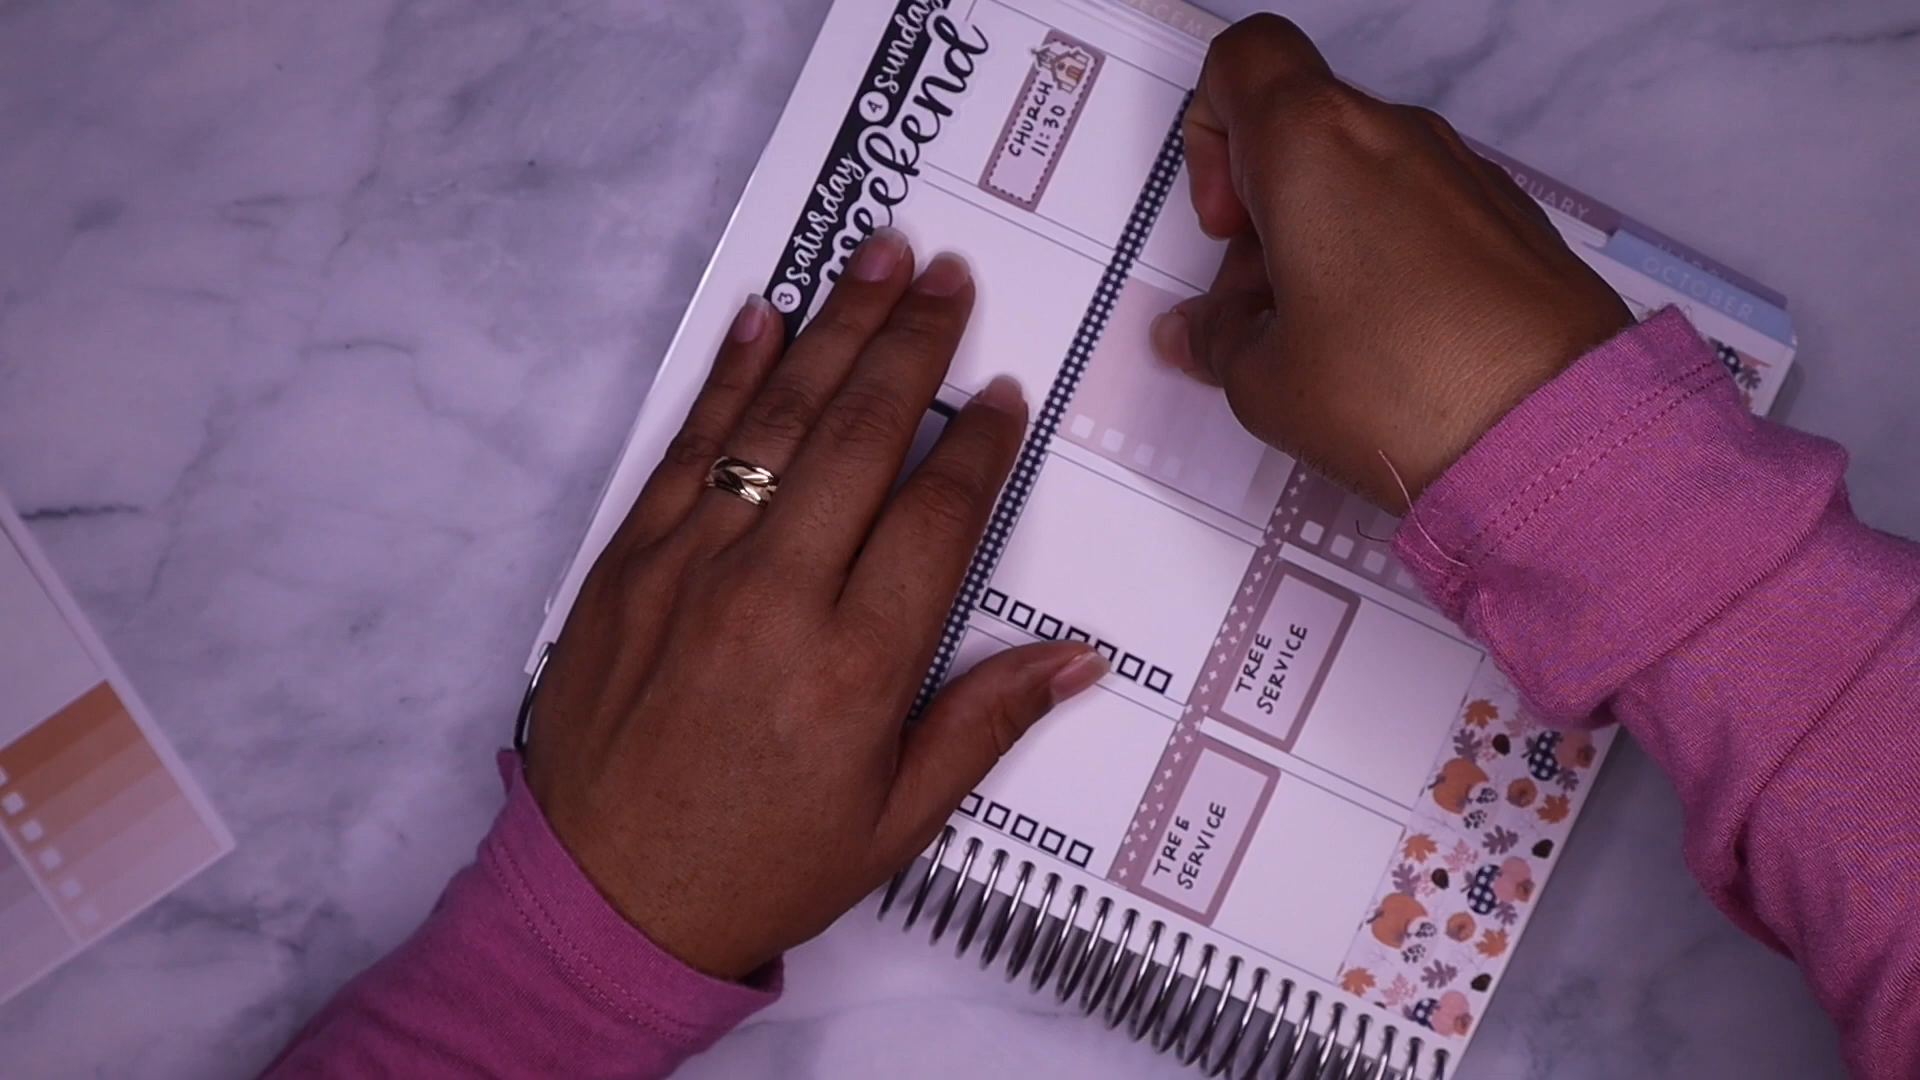 3 saturday
4 sunday
weekend
CHURCH
11:30
TREE
SERVICE
TREE
SERVICE
OCTOBER